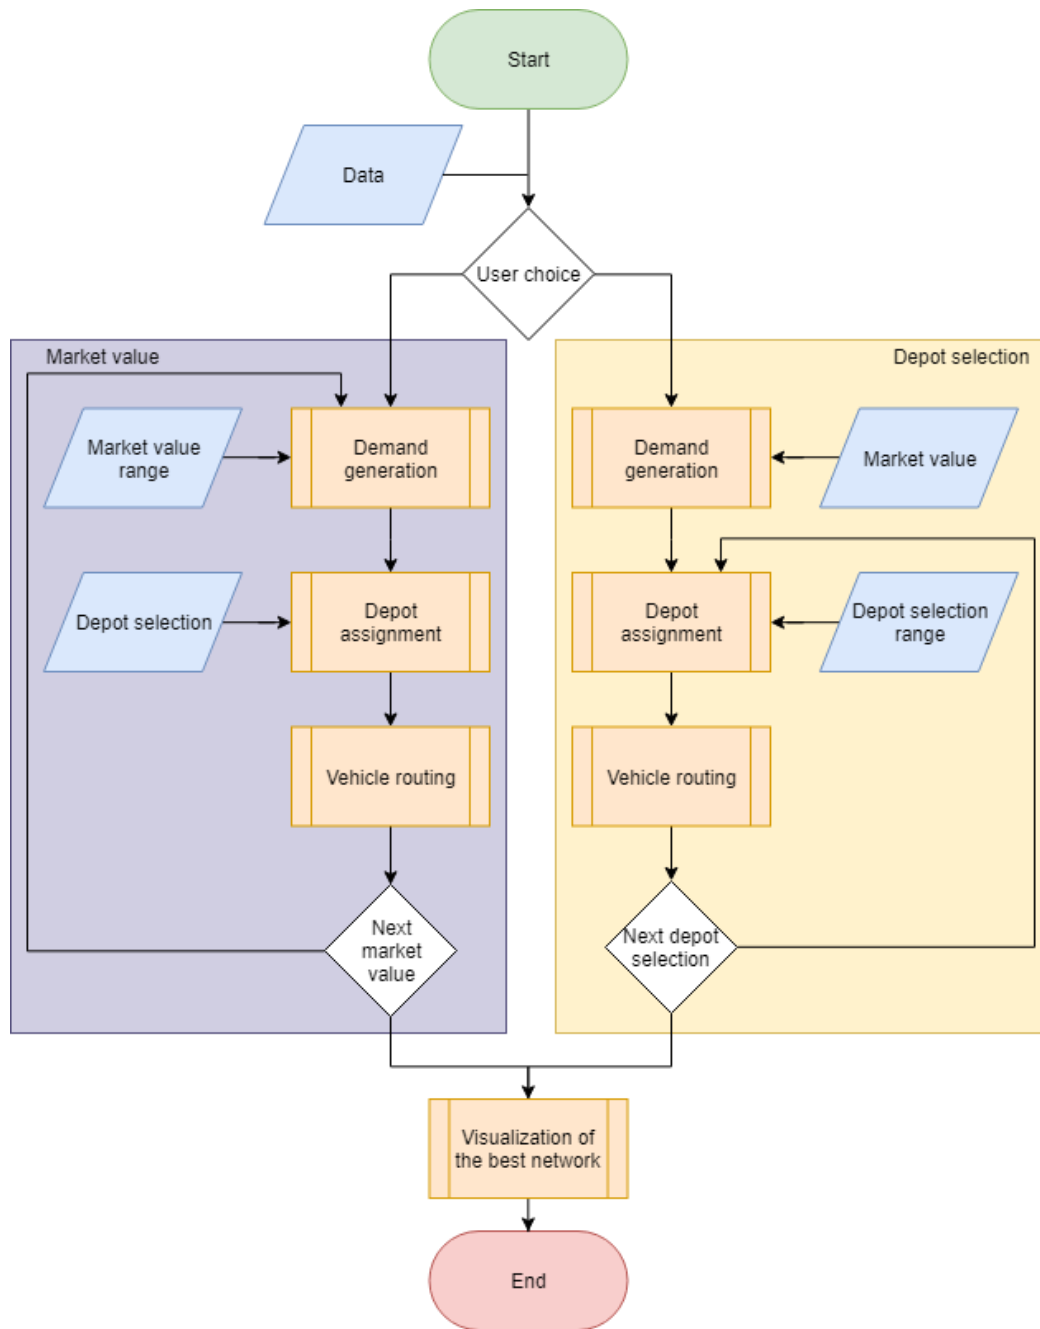 Start
Data
User choice
Market value
Depot selection
Market value
range
Demand
generation
Demand
generation
Market value
Depot selection
Depot
assignment
Depot
assignment
Depot selection
range
Vehicle routing
Vehicle routing
Next
market
value
Next depot
selection
Visualization of
the best network
End